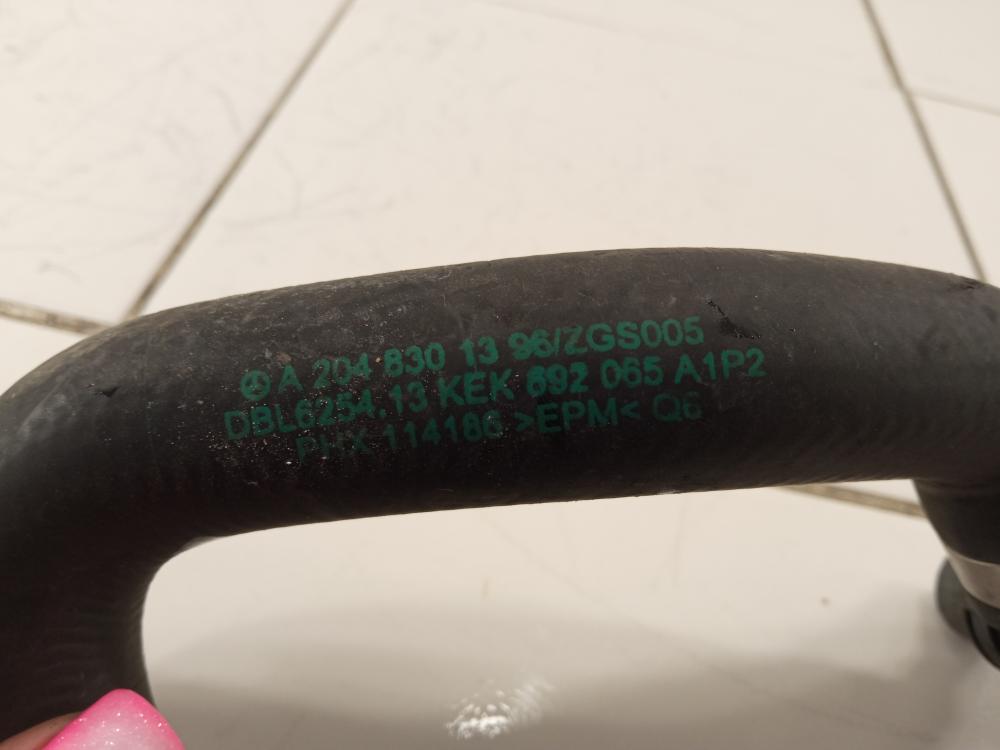 A 204 830 13 96/ZGS005
DBL6254.13 KEK 692 065 A1P2
PHX 114186 >EPM< Q6